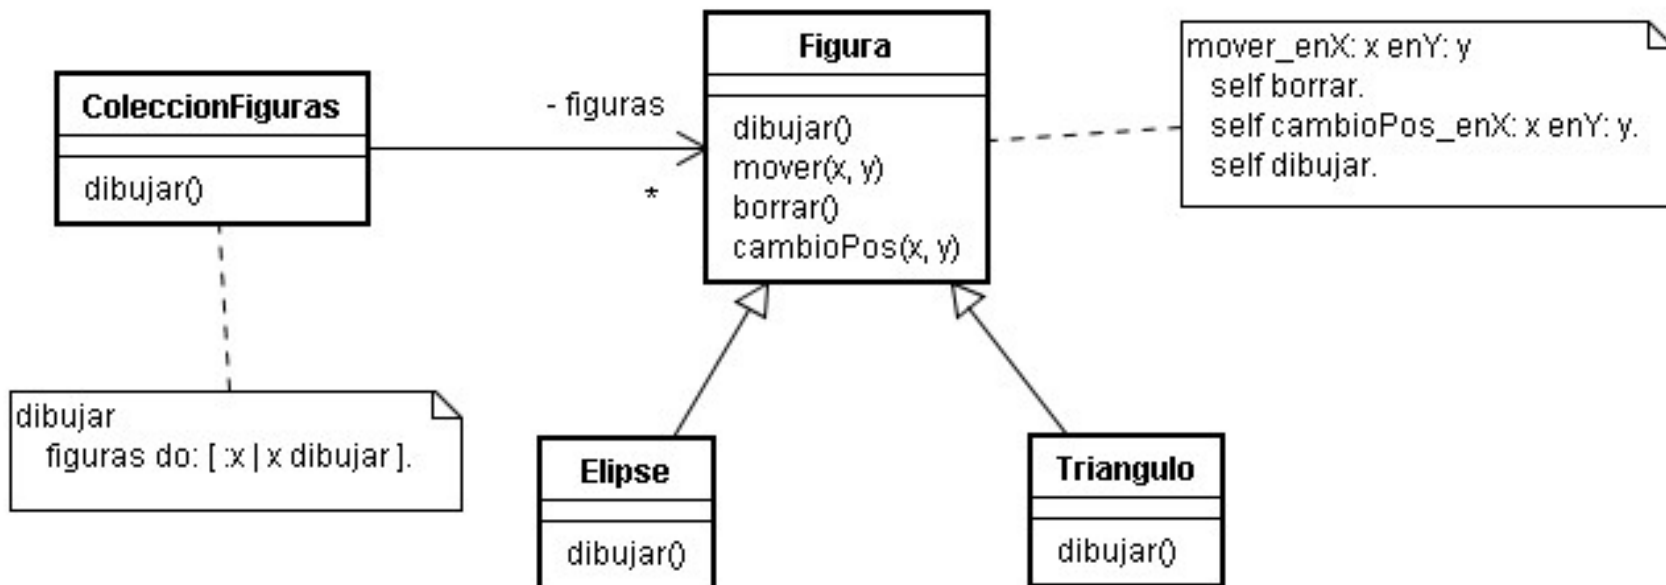 ColeccionFiguras
dibujar()
- figuras
*
Figura
dibujar()
mover(x, y)
borrar()
cambioPos(x, y)
mover_enX: x enY: y
self borrar.
self cambioPos_enX: x enY: y.
self dibujar.
dibujar
figuras do: [ :x | x dibujar ].
Elipse
dibujar()
Triangulo
dibujar()